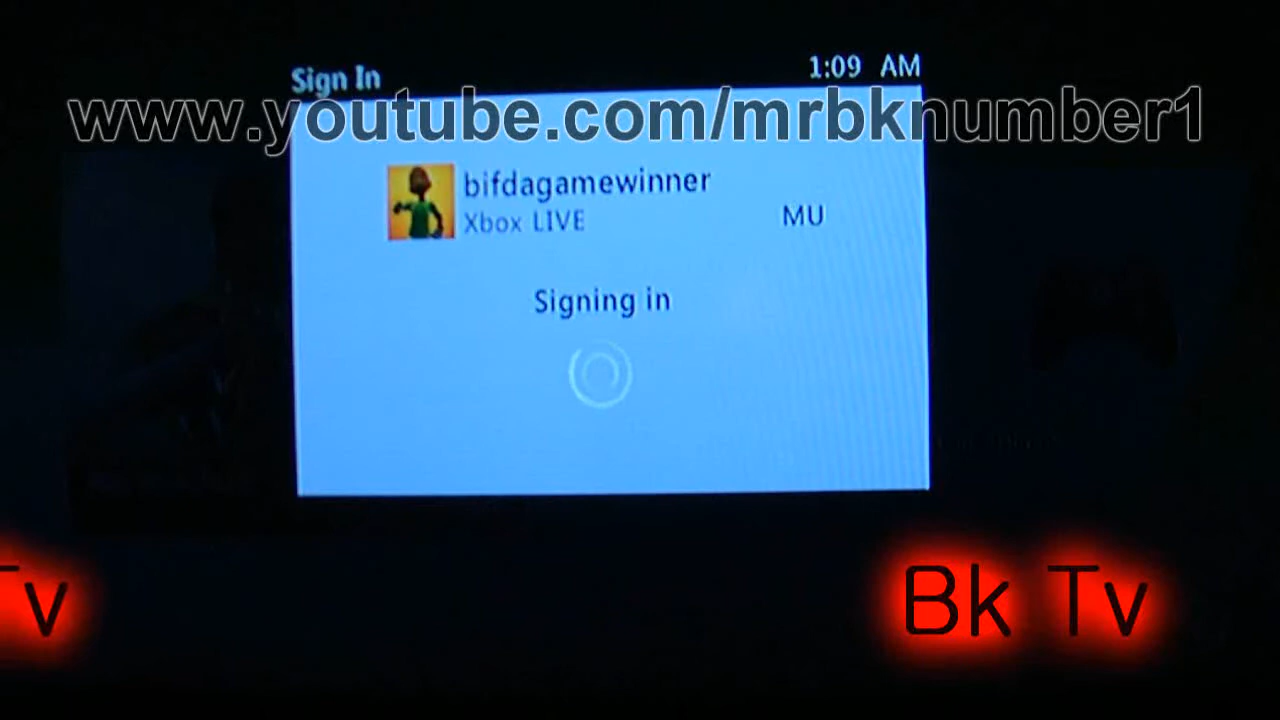 Sign In
1:09 AM
www.youtube.com/mrbknumber1
bifdagamewinner
Xbox LIVE
MU
Signing in
Tv
Bk Tv